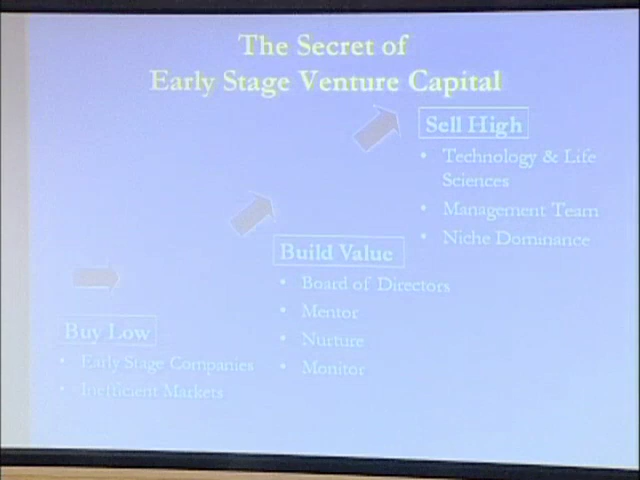 The Secret of
Early Stage Venture Capital
Sell High
• Technology & Life
Sciences
• Management Team
• Niche Dominance
Build Value
• Board of Directors
• Mentor
• Nurture
• Monitor
Buy Low
• Early Stage Companies
• Inefficient Markets